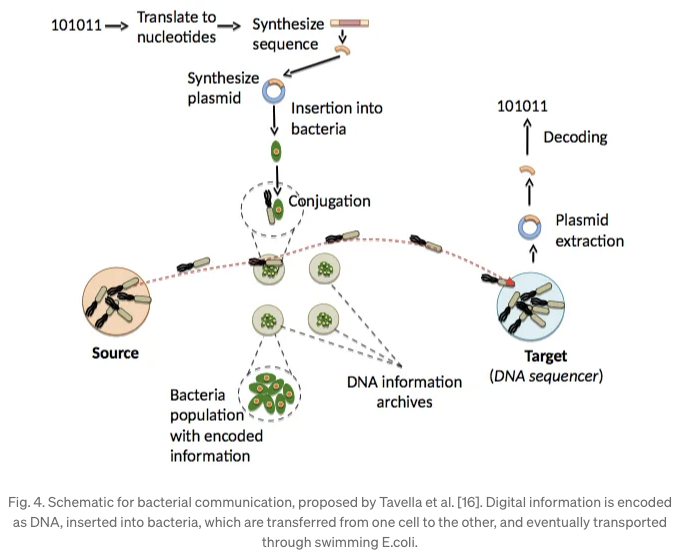 101011
Translate to
nucleotides
Synthesize
sequence
Synthesize
plasmid
Insertion into
bacteria
Conjugation
101011
Decoding
Plasmid
extraction
Source
Target
(DNA sequencer)
DNA information
archives
Bacteria
population
with encoded
information
Fig. 4. Schematic for bacterial communication, proposed by Tavella et al. [16]. Digital information is encoded
as DNA, inserted into bacteria, which are transferred from one cell to the other, and eventually transported
through swimming E.coli.